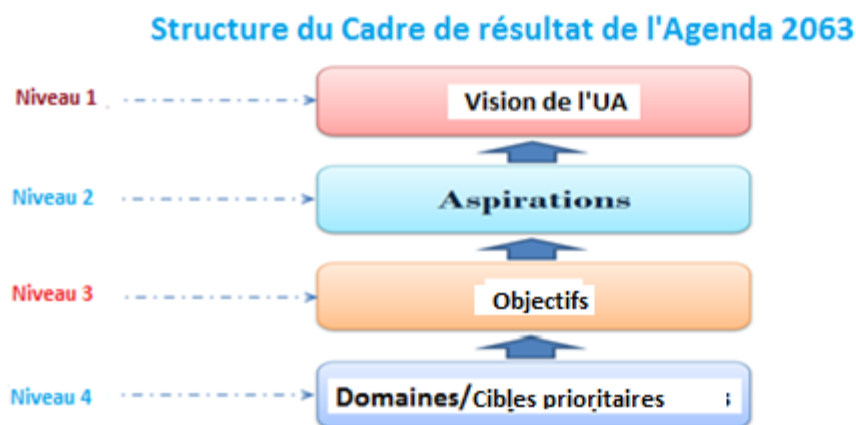 Structure du Cadre de résultat de l'Agenda 2063
Niveau 1 Vision de l'UA
Niveau 2 Aspirations
Niveau 3 Objectifs
Niveau 4 Domaines/Cibles prioritaires